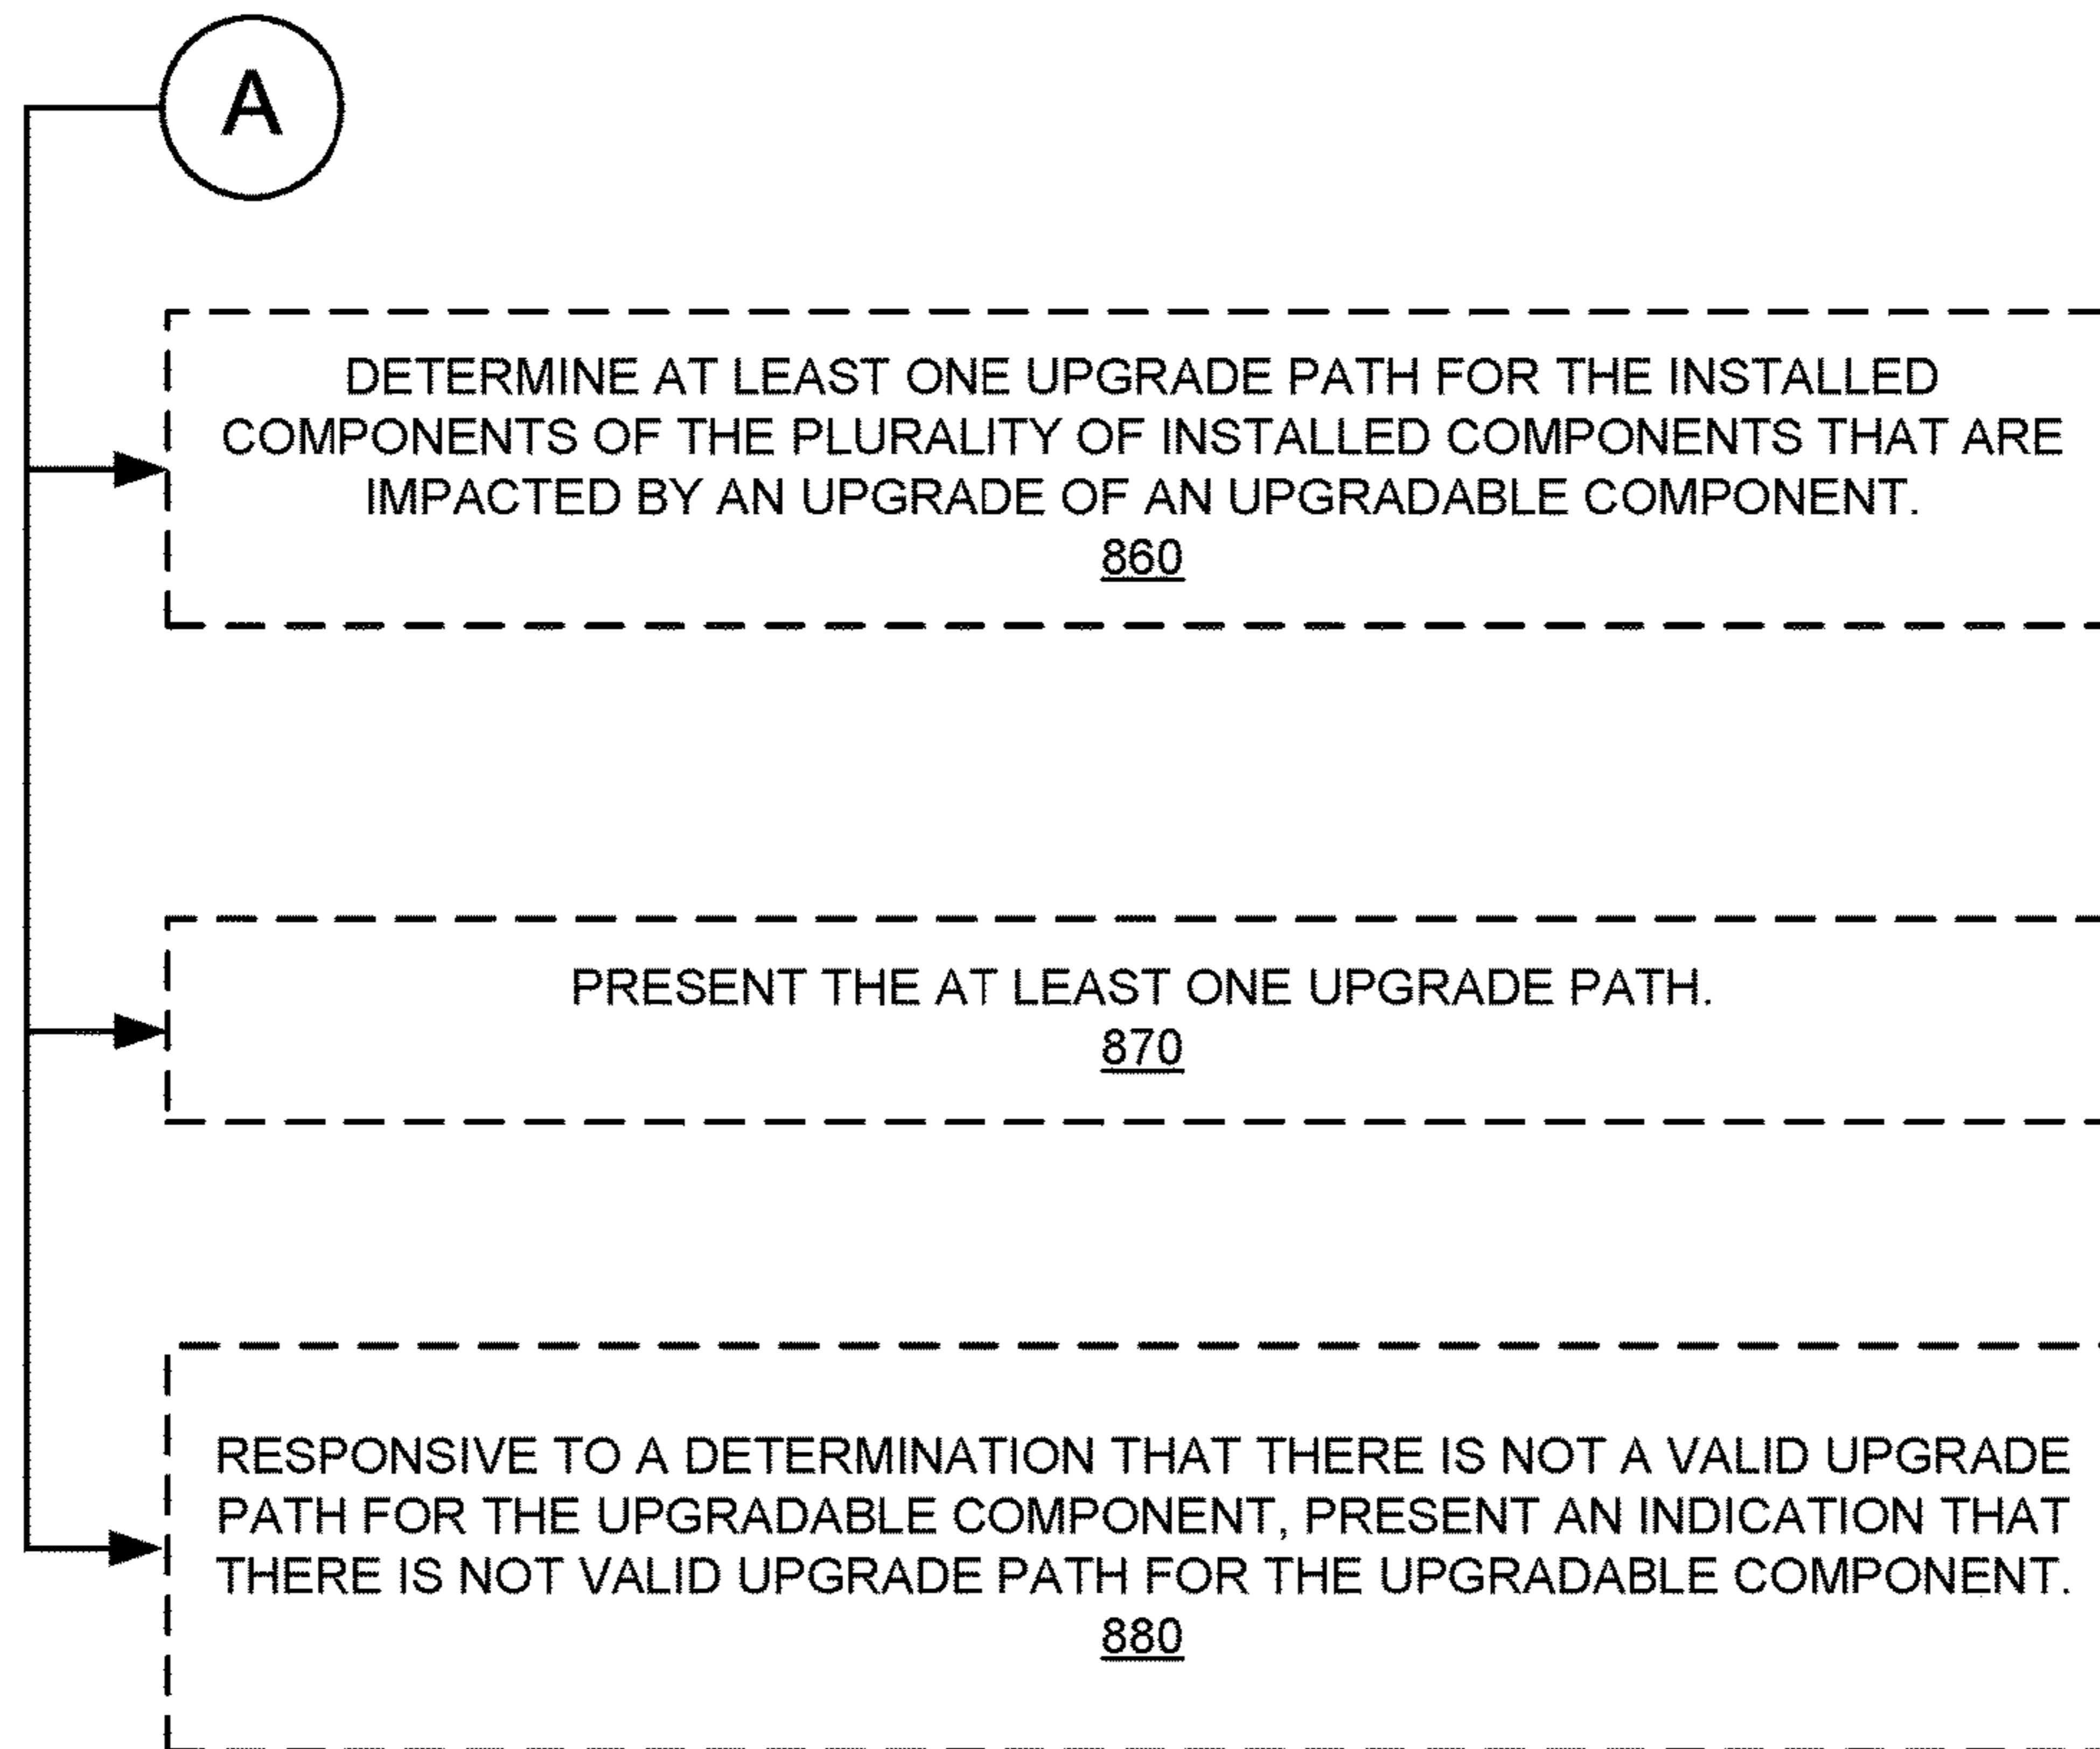 A
DETERMINE AT LEAST ONE UPGRADE PATH FOR THE INSTALLED
COMPONENTS OF THE PLURALITY OF INSTALLED COMPONENTS THAT ARE
IMPACTED BY AN UPGRADE OF AN UPGRADABLE COMPONENT.
860
PRESENT THE AT LEAST ONE UPGRADE PATH.
870
RESPONSIVE TO A DETERMINATION THAT THERE IS NOT A VALID UPGRADE
PATH FOR THE UPGRADABLE COMPONENT, PRESENT AN INDICATION THAT
THERE IS NOT VALID UPGRADE PATH FOR THE UPGRADABLE COMPONENT.
880